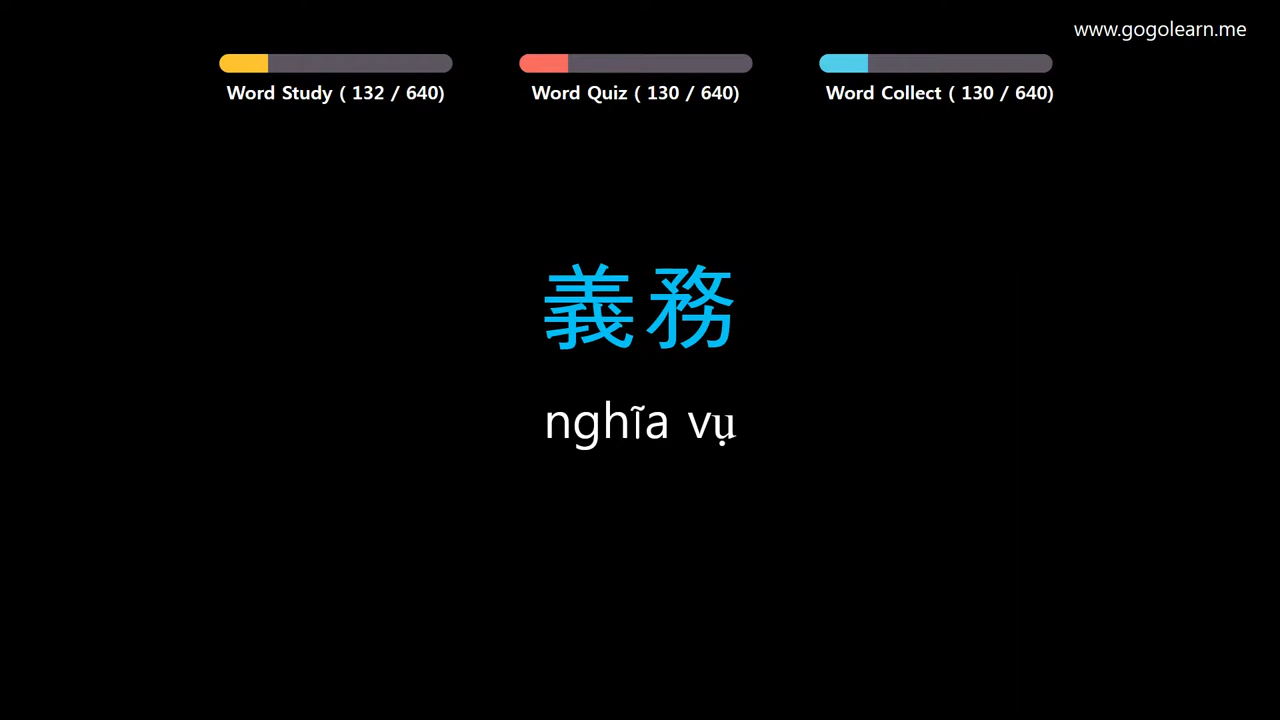 www.gogolearn.me
Word Study ( 132 / 640)
Word Quiz ( 130 / 640)
Word Collect ( 130 / 640)
義務
nghĩa vụ